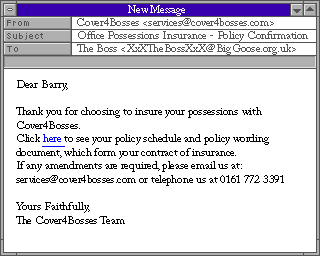 New Message
From Cover4Bosses <services@cover4bosses.com>
Subject Office Possessions Insurance - Policy Confirmation
To The Boss <XxXTheBossXxX@BigGoose.org.uk>
Dear Barry,
Thank you for choosing to insure your possessions with
Cover4Bosses.
Click here to see your policy schedule and policy wording
document, which form your contract of insurance.
If any amendments are required, please email us at:
services@cover4bosses.com or telephone us at 0161 772 3391
Yours Faithfully,
The Cover4Bosses Team